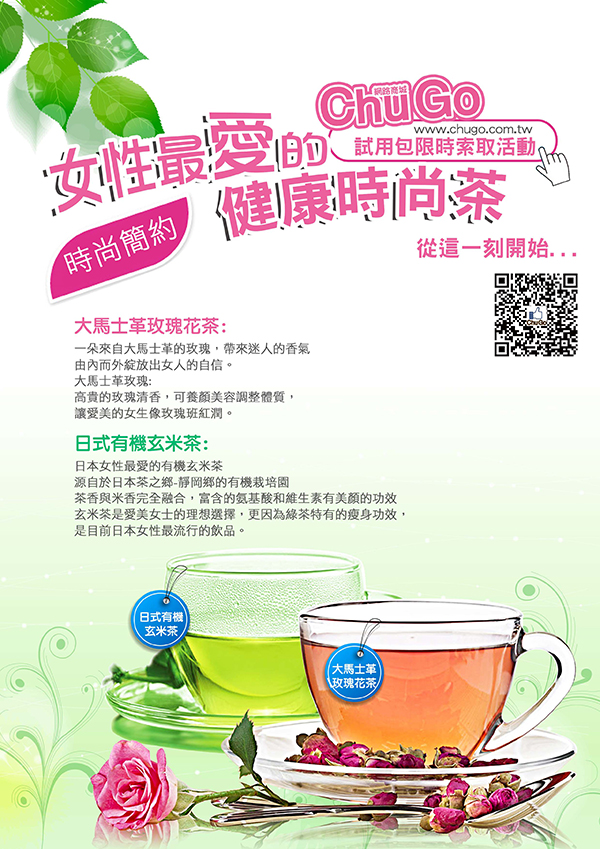 ChuGo
網路商城
www.chugo.com.tw
試用包限時索取活動
女性最愛的
健康時尚茶
時尚簡約
從這一刻開始...
ChuGo
大馬士革玫瑰花茶:
一朵來自大馬士革的玫瑰，帶來迷人的香氣
由內而外綻放出女人的自信。
大馬士革玫瑰:
高貴的玫瑰清香，可養顏美容調整體質，
讓愛美的女生像玫瑰班紅潤。
日式有機玄米茶:
日本女性最愛的有機玄米茶
源自於日本茶之鄉-靜岡鄉的有機栽培園
茶香與米香完全融合，富含的氨基酸和維生素有美顏的功效
玄米茶是愛美女士的理想選擇，更因為綠茶特有的瘦身功效，
是目前日本女性最流行的飲品。
日式有機
玄米茶
大馬士革
玫瑰花茶